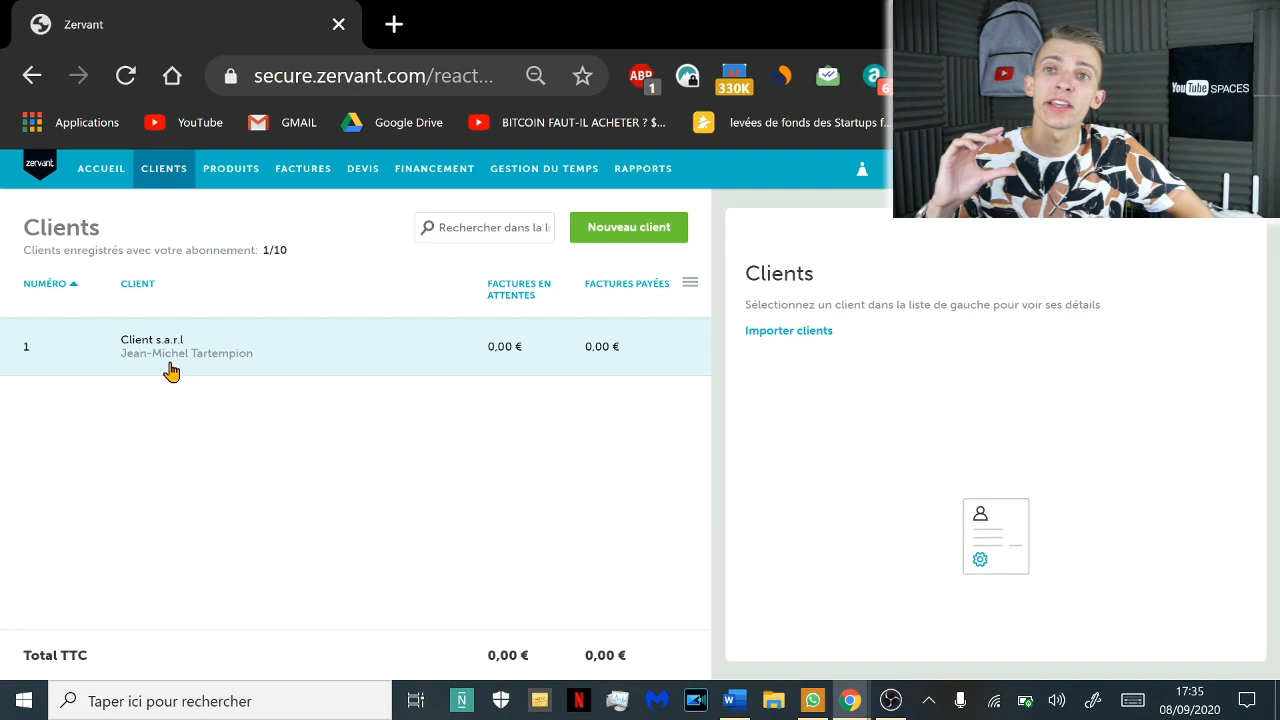 Zervant
secure.zervant.com/react...
ABP
1
330K
6
Applications
YouTube
GMAIL
Google Drive
BITCOIN FAUT-IL ACHETER ? $...
levées de fonds des Startups f...
YouTube SPACES
zervant
ACCUEIL
CLIENTS
PRODUITS
FACTURES
DEVIS
FINANCEMENT
GESTION DU TEMPS
RAPPORTS
Clients
Clients enregistrés avec votre abonnement: 1/10
Rechercher dans la li
Nouveau client
NUMÉRO
CLIENT
FACTURES EN
ATTENTES
FACTURES PAYÉES
1
Client s.a.r.l
Jean-Michel Tartempion
0,00 €
0,00 €
Total TTC
0,00 €
0,00 €
Clients
Sélectionnez un client dans la liste de gauche pour voir ses détails
Importer clients
Taper ici pour rechercher
17:35
08/09/2020